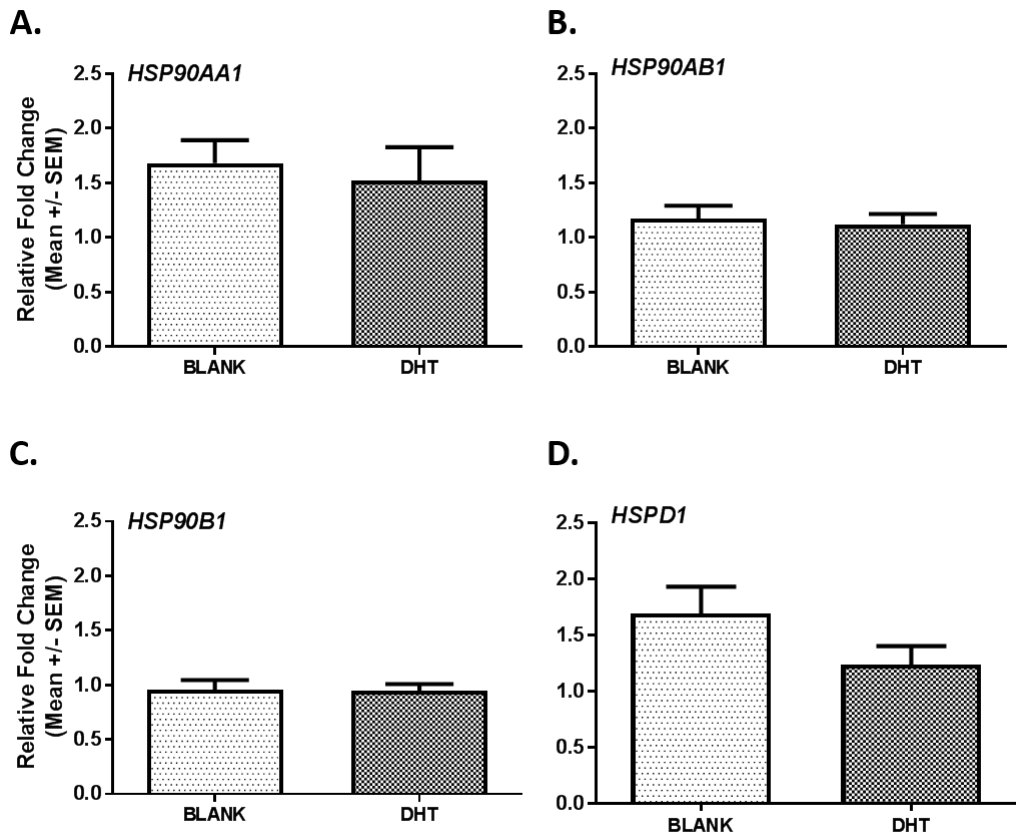 A.
HSP90AA1
Relative Fold Change
(Mean +/- SEM)
2.5
2.0
1.5
1.0
0.5
0.0
BLANK DHT
B.
HSP90AB1
2.5
2.0
1.5
1.0
0.5
0.0
BLANK DHT
C.
HSP90B1
Relative Fold Change
(Mean +/- SEM)
2.5
2.0
1.5
1.0
0.5
0.0
BLANK DHT
D.
HSPD1
2.5
2.0
1.5
1.0
0.5
0.0
BLANK DHT